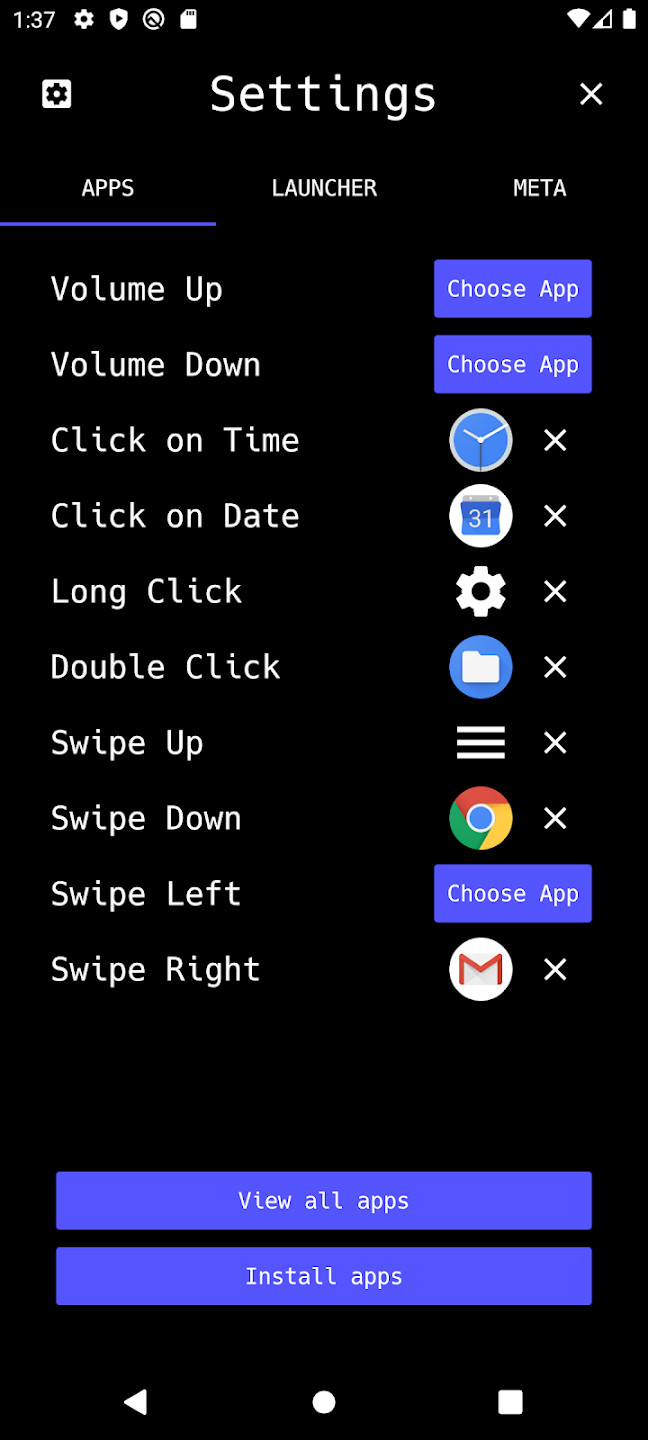 1:37
Settings
APPS LAUNCHER META
Volume Up Choose App
Volume Down Choose App
Click on Time
Click on Date 31
Long Click
Double Click
Swipe Up
Swipe Down
Swipe Left Choose App
Swipe Right
View all apps
Install apps